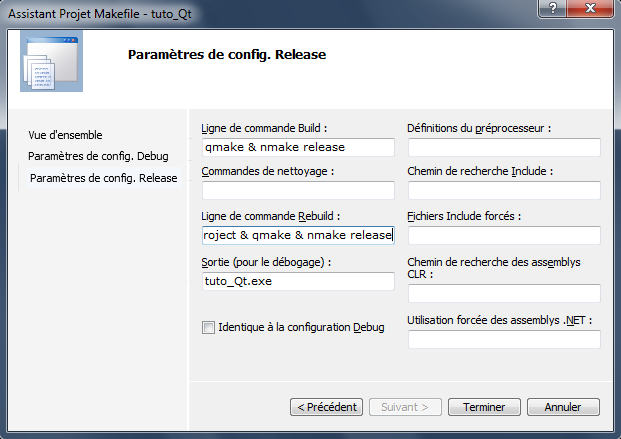 Assistant Projet Makefile - tuto_Qt
Paramètres de config. Release
Vue d'ensemble
Paramètres de config. Debug
Paramètres de config. Release
Ligne de commande Build :
qmake & nmake release
Commandes de nettoyage :
Ligne de commande Rebuild :
roject & qmake & nmake release
Sortie (pour le débogage) :
tuto_Qt.exe
Identique à la configuration Debug
Définitions du préprocesseur :
Chemin de recherche Include :
Fichiers Include forcés :
Chemin de recherche des assemblys
CLR :
Utilisation forcée des assemblys .NET :
< Précédent
Suivant >
Terminer
Annuler